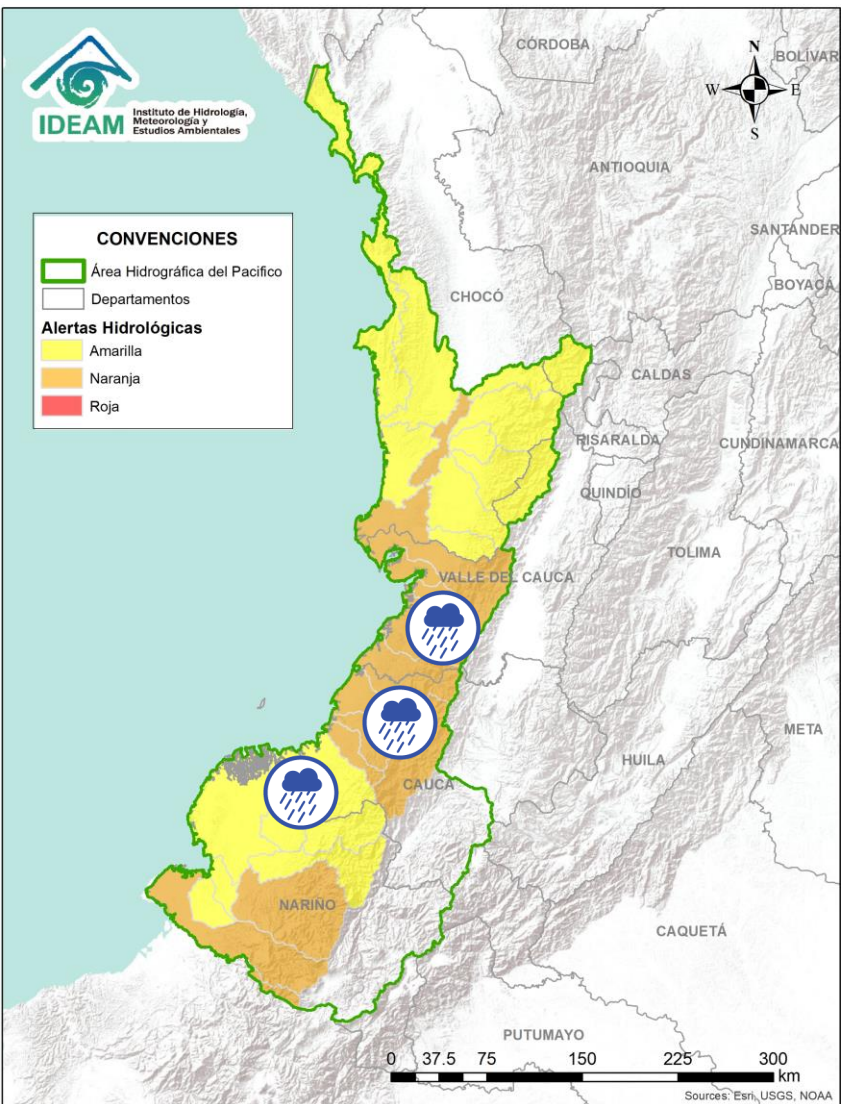 IDEAM
Instituto de Hidrología,
Meteorología y
Estudios Ambientales
CÓRDOBA
BOLÍVAR
N
W
E
S
ANTIOQUIA
SANTANDER
BOYACÁ
CONVENCIONES
Área Hidrográfica del Pacifico
Departamentos
Alertas Hidrológicas
Amarilla
Naranja
Roja
CHOCÓ
CALDAS
RISARALDA
CUNDINAMARCA
QUINDÍO
TOLIMA
VALLE DEL CAUCA
META
HUILA
CAUCA
NARIÑO
CAQUETÁ
PUTUMAYO
0 37.5 75 150 225 300
km
Sources: Esri, USGS, NOAA